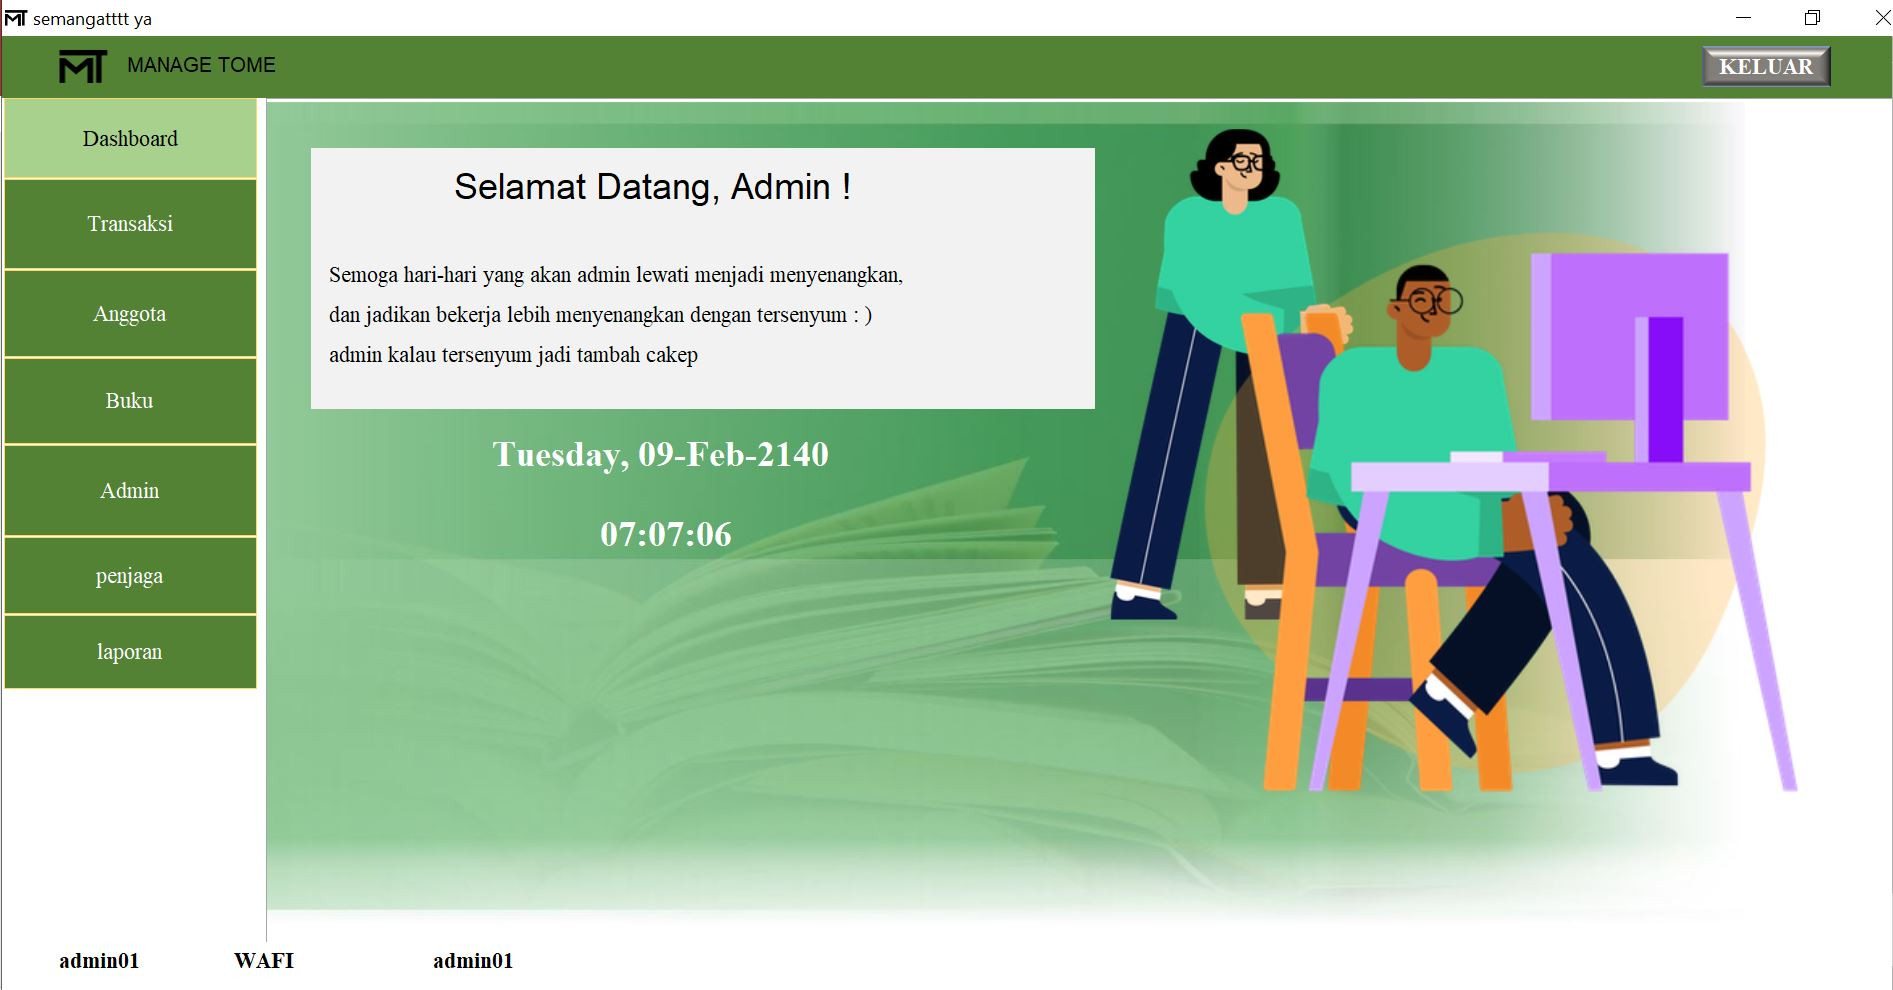 MT semangatttt ya
MT MANAGE TOME
KELUAR
Dashboard
Transaksi
Anggota
Buku
Admin
penjaga
laporan
Selamat Datang, Admin !
Semoga hari-hari yang akan admin lewati menjadi menyenangkan,
dan jadikan bekerja lebih menyenangkan dengan tersenyum : )
admin kalau tersenyum jadi tambah cakep
Tuesday, 09-Feb-2140
07:07:06
admin01 WAFI admin01